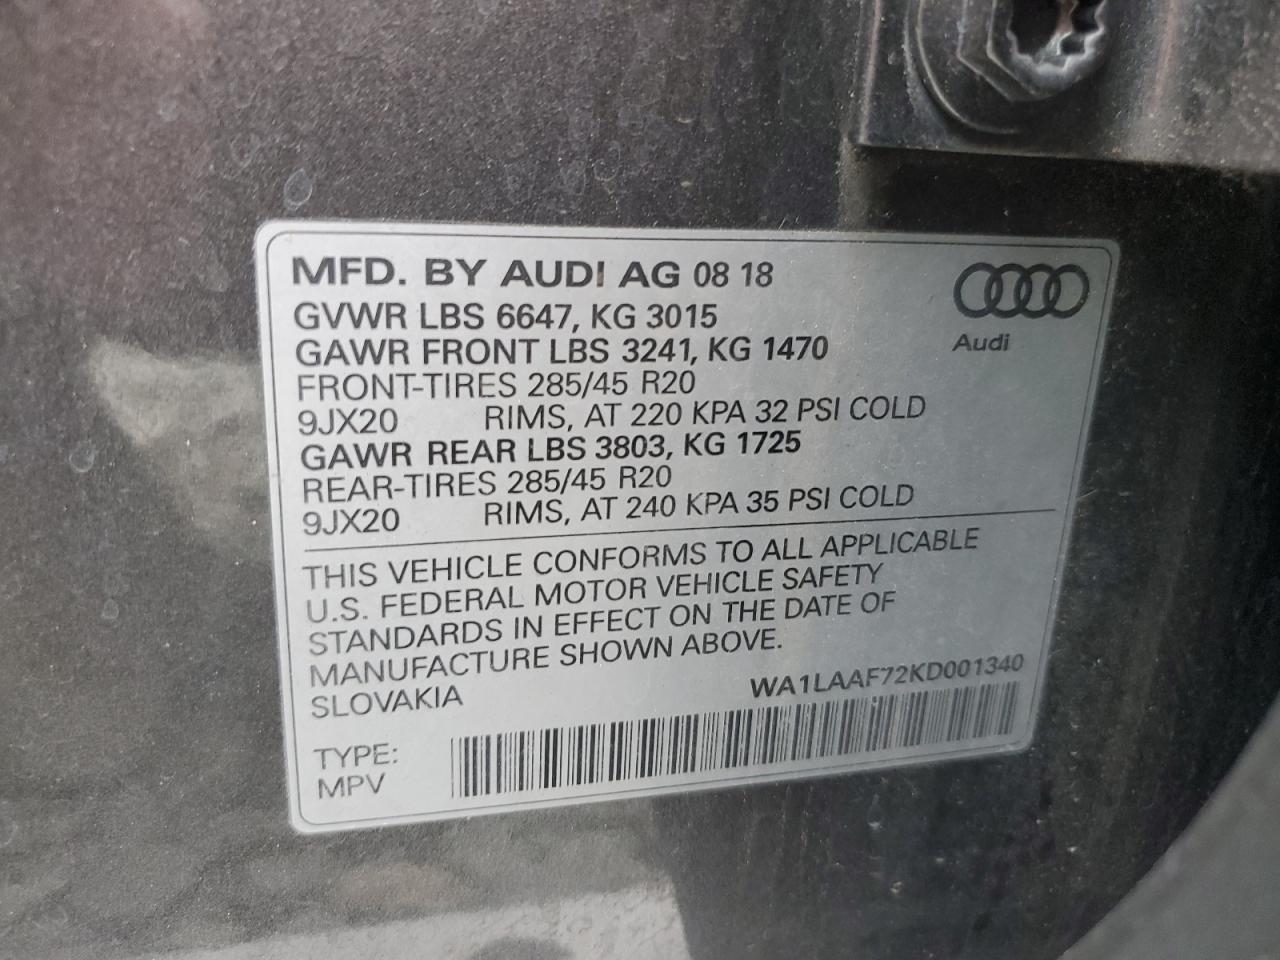 MFD. BY AUDI AG 08 18
GVWR LBS 6647, KG 3015
GAWR FRONT LBS 3241, KG 1470
FRONT-TIRES 285/45 R20
9JX20 RIMS, AT 220 KPA 32 PSI COLD
GAWR REAR LBS 3803, KG 1725
REAR-TIRES 285/45 R20
9JX20 RIMS, AT 240 KPA 35 PSI COLD
Audi
THIS VEHICLE CONFORMS TO ALL APPLICABLE
U.S. FEDERAL MOTOR VEHICLE SAFETY
STANDARDS IN EFFECT ON THE DATE OF
MANUFACTURE SHOWN ABOVE.
SLOVAKIA
WA1LAAF72KD001340
TYPE:
MPV